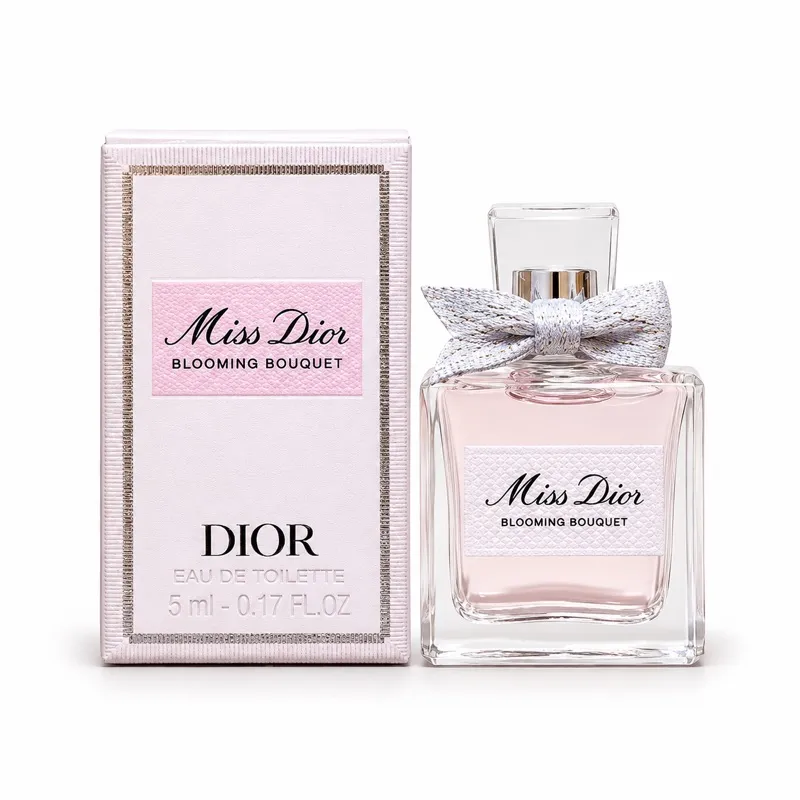 Miss Dior
BLOOMING BOUQUET
DIOR
EAU DE TOILETTE
5 ml - 0.17 FL.OZ
Miss Dior
BLOOMING BOUQUET